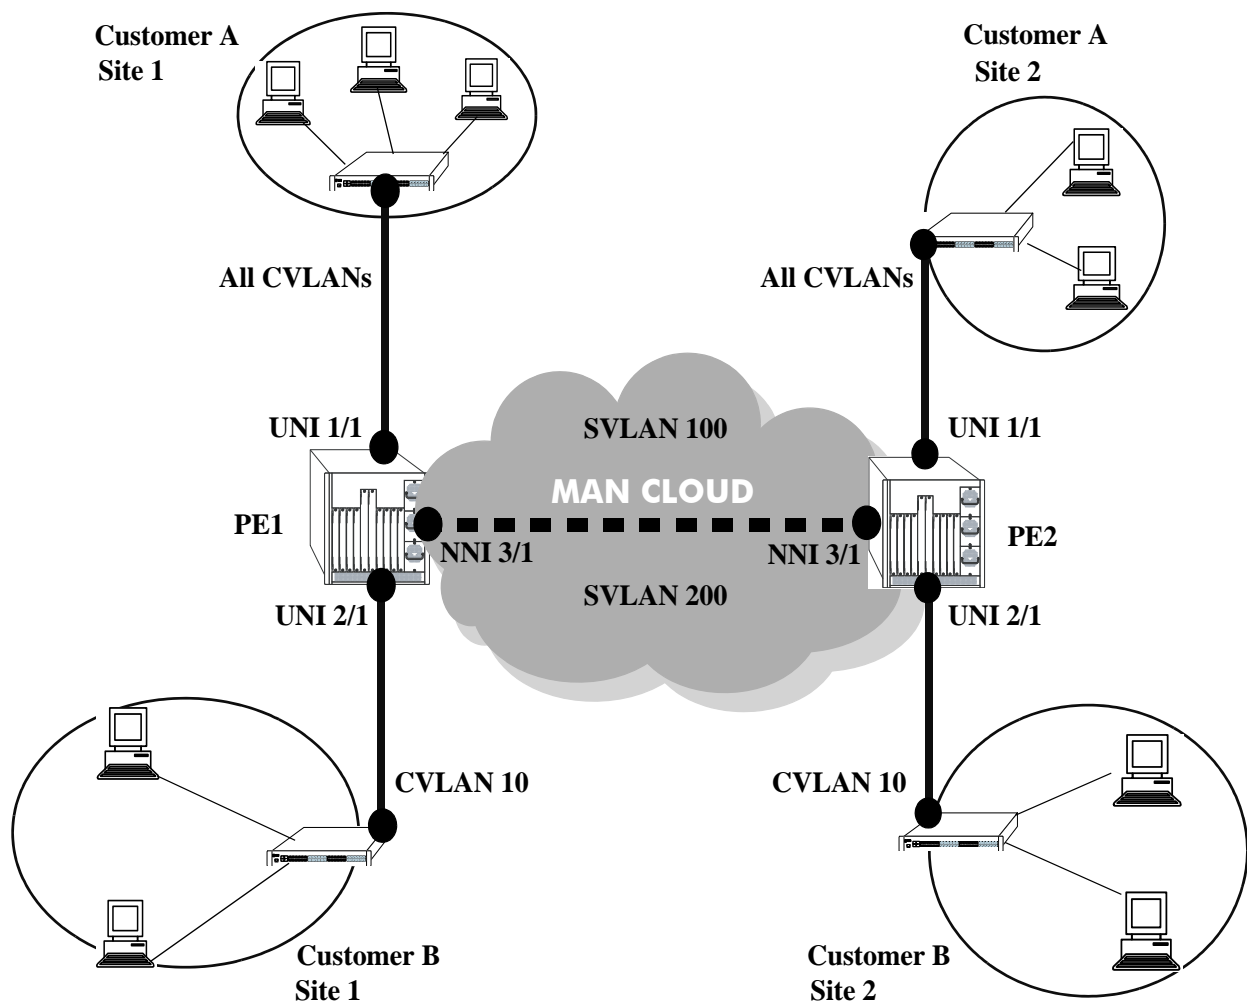 Customer A
Site 1
Customer A
Site 2
All CVLANs
All CVLANs
UNI 1/1
SVLAN 100
UNI 1/1
MAN CLOUD
PE1
PE2
NNI 3/1
NNI 3/1
UNI 2/1
SVLAN 200
UNI 2/1
CVLAN 10
CVLAN 10
Customer B
Site 1
Customer B
Site 2